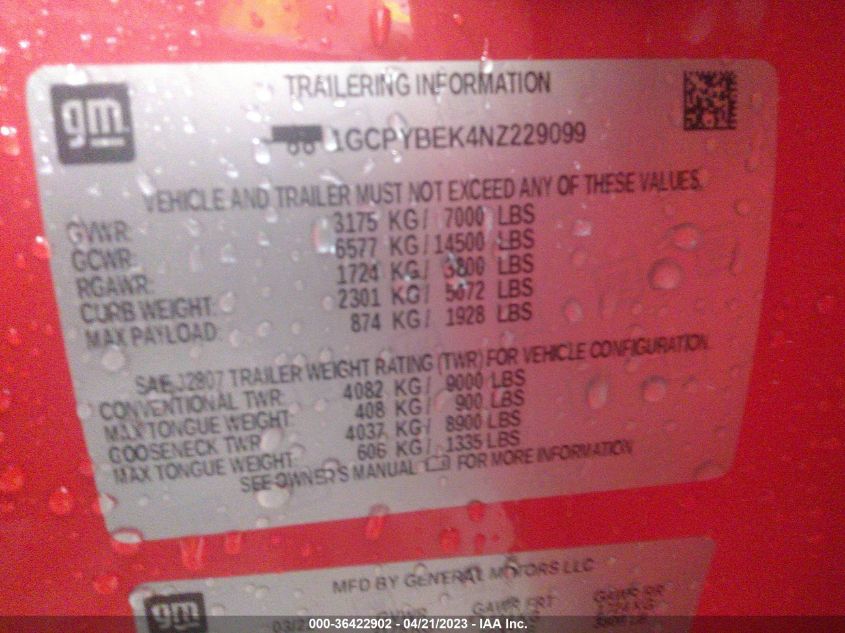 gm
TRAILERING INFORMATION
1GCPYBEK4NZ229099
VEHICLE AND TRAILER MUST NOT EXCEED ANY OF THESE VALUES.
GVWR: 3175 KG / 7000 LBS
GCWR: 6577 KG / 14500 LBS
RGAWR: 1724 KG / 3800 LBS
CURB WEIGHT: 2301 KG / 5072 LBS
MAX PAYLOAD: 874 KG / 1928 LBS
SAE J2807 TRAILER WEIGHT RATING (TWR) FOR VEHICLE CONFIGURATION
CONVENTIONAL TWR: 4082 KG / 9000 LBS
MAX TONGUE WEIGHT: 408 KG / 900 LBS
GOOSENECK TWR: 4037 KG / 8900 LBS
MAX TONGUE WEIGHT: 606 KG / 1335 LBS
SEE OWNER'S MANUAL FOR MORE INFORMATION
gm
MFD BY GENERAL MOTORS LLC
GVWR GAWR FRT GAWR RR
000-36422902 - 04/21/2023 - IAA Inc.